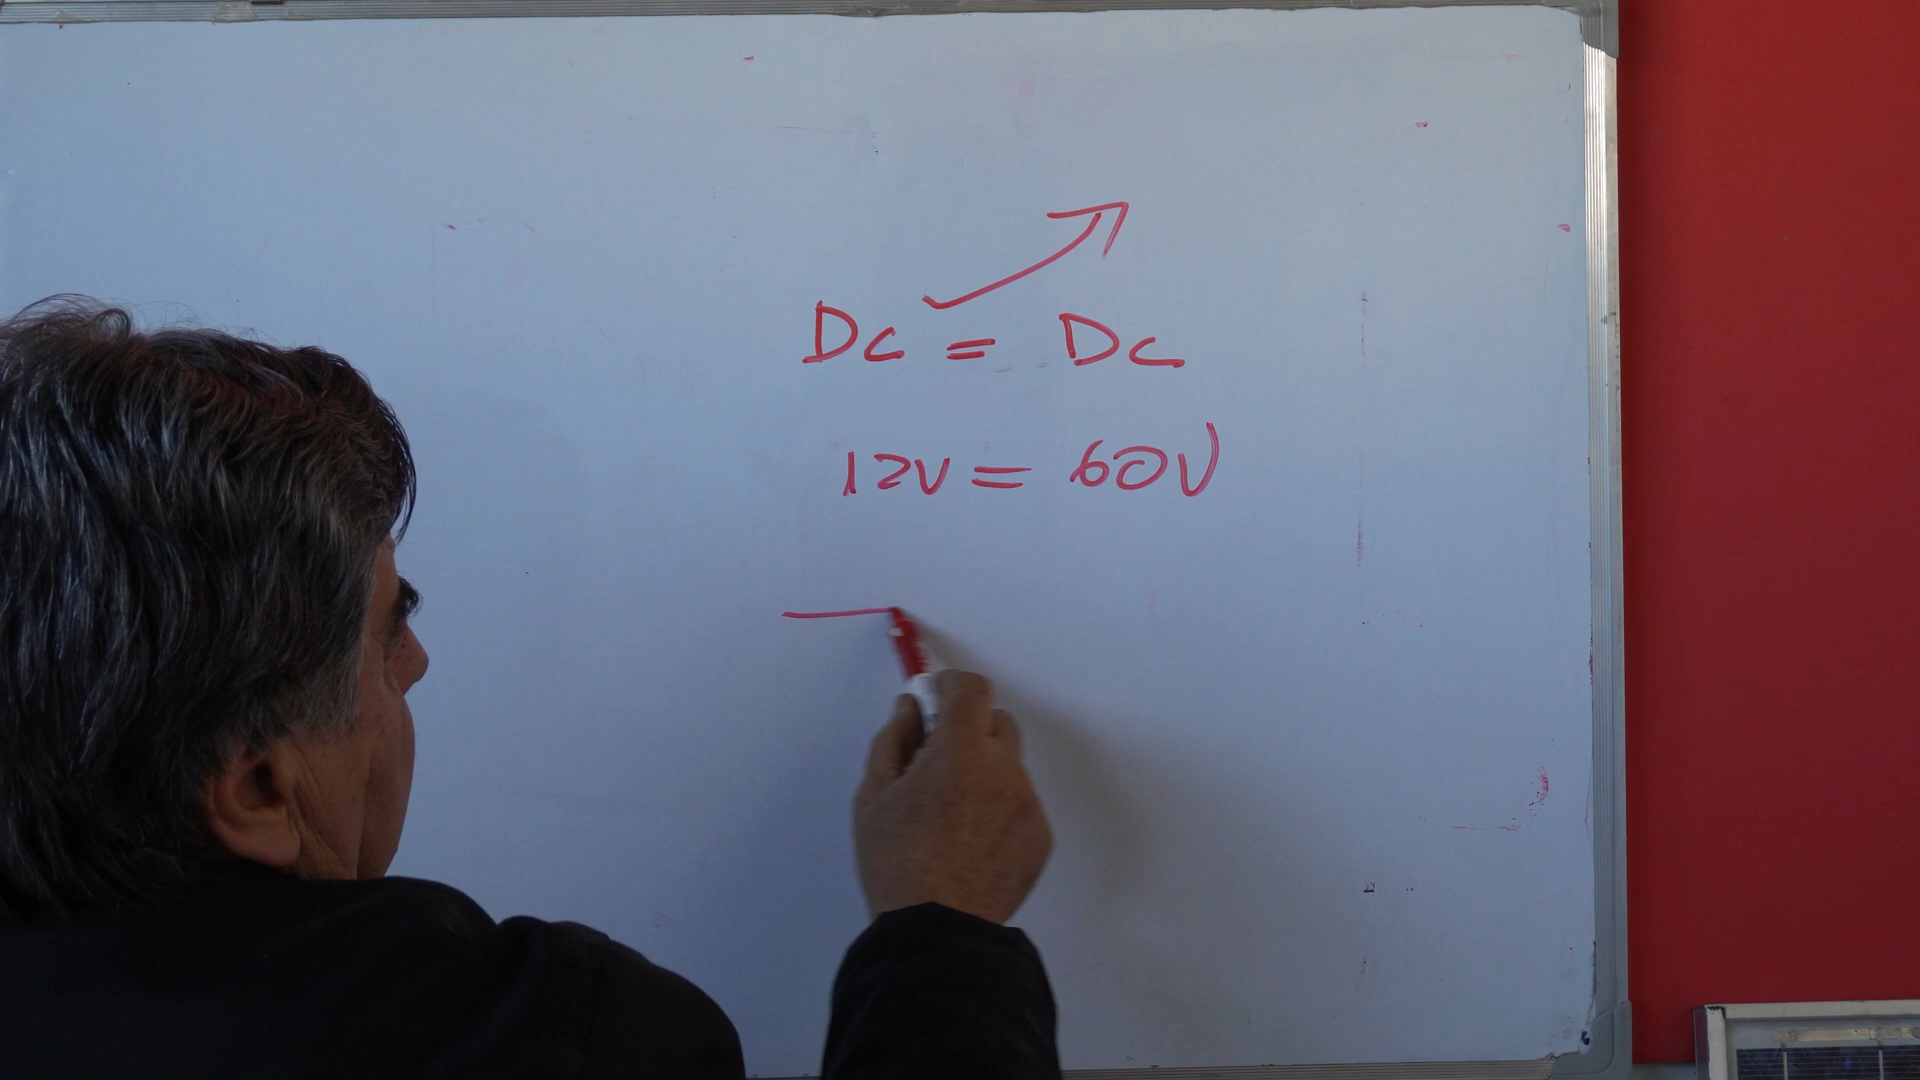 Dc = Dc
12V = 60V